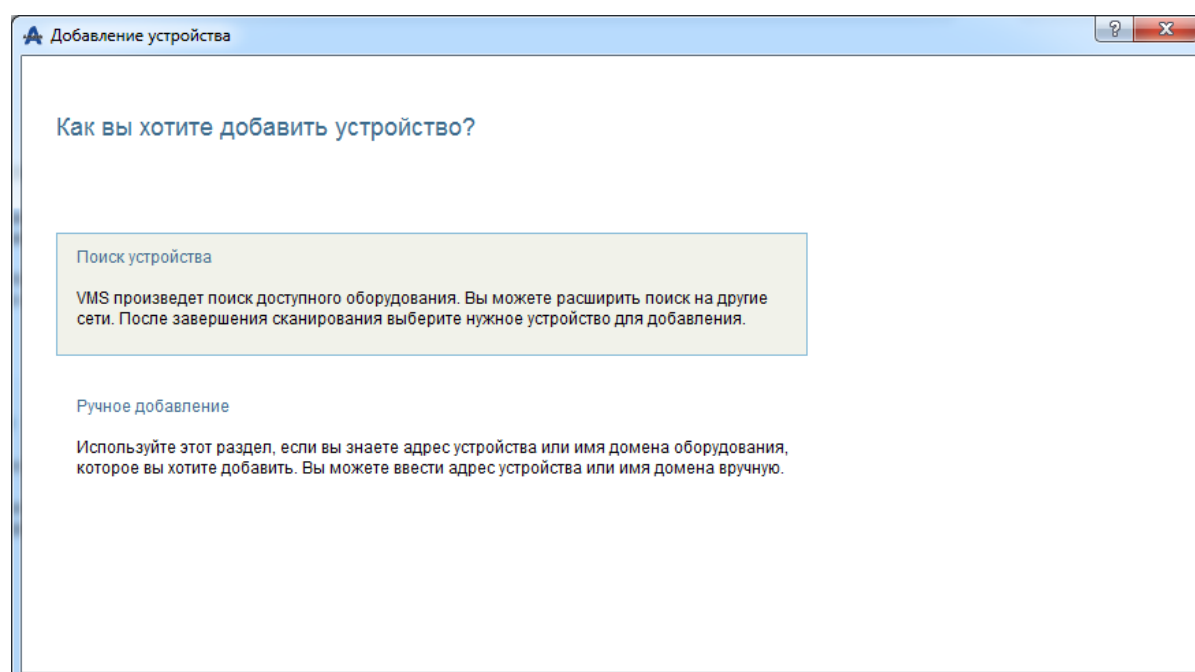 Добавление устройства
Как вы хотите добавить устройство?
Поиск устройства
VMS произведет поиск доступного оборудования. Вы можете расширить поиск на другие
сети. После завершения сканирования выберите нужное устройство для добавления.
Ручное добавление
Используйте этот раздел, если вы знаете адрес устройства или имя домена оборудования,
которое вы хотите добавить. Вы можете ввести адрес устройства или имя домена вручную.